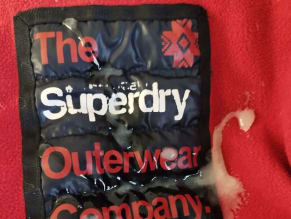 The
Superdry
Outerwear
Company.